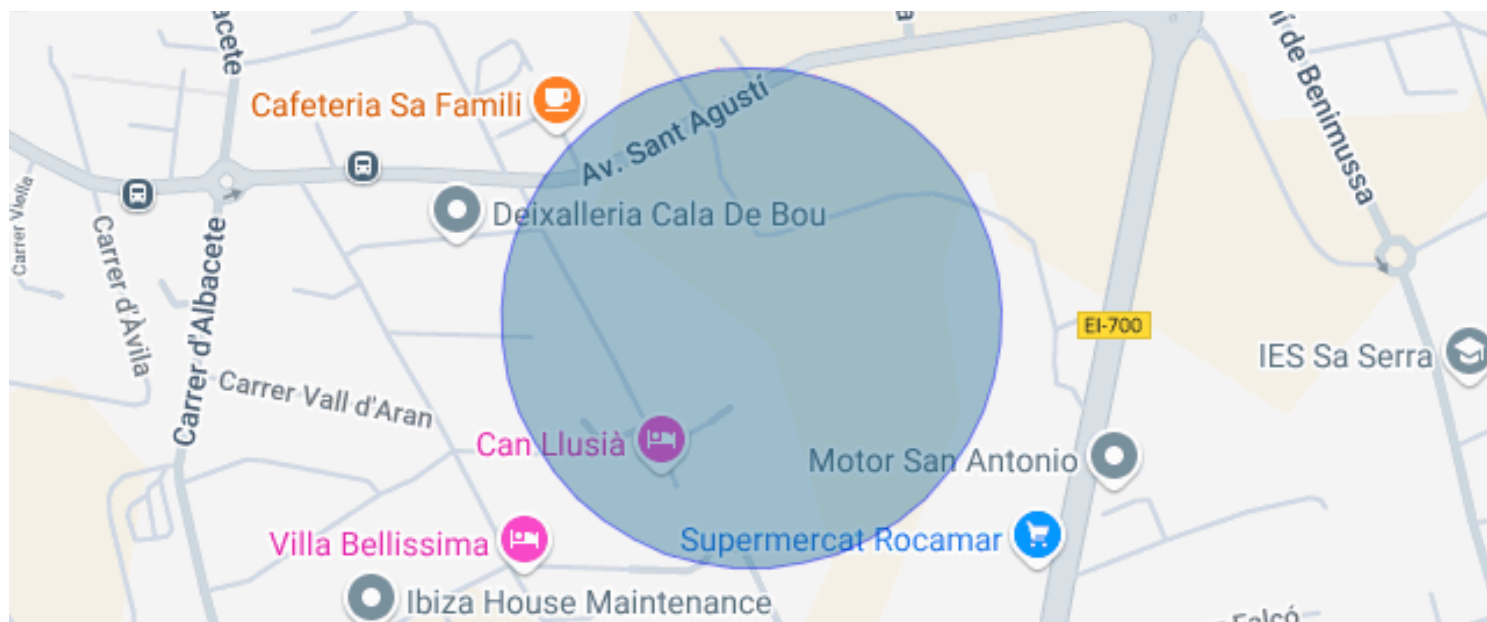 acete
Cafeteria Sa Famili
Av. Sant Agustí
Deixalleria Cala De Bou
Carrer Viella
Carrer d'Àvila
Carrer d'Albacete
Carrer Vall d'Aran
í de Benimussa
EI-700
IES Sa Serra
Can Llusià
Motor San Antonio
Villa Bellissima
Supermercat Rocamar
Ibiza House Maintenance
Falcó